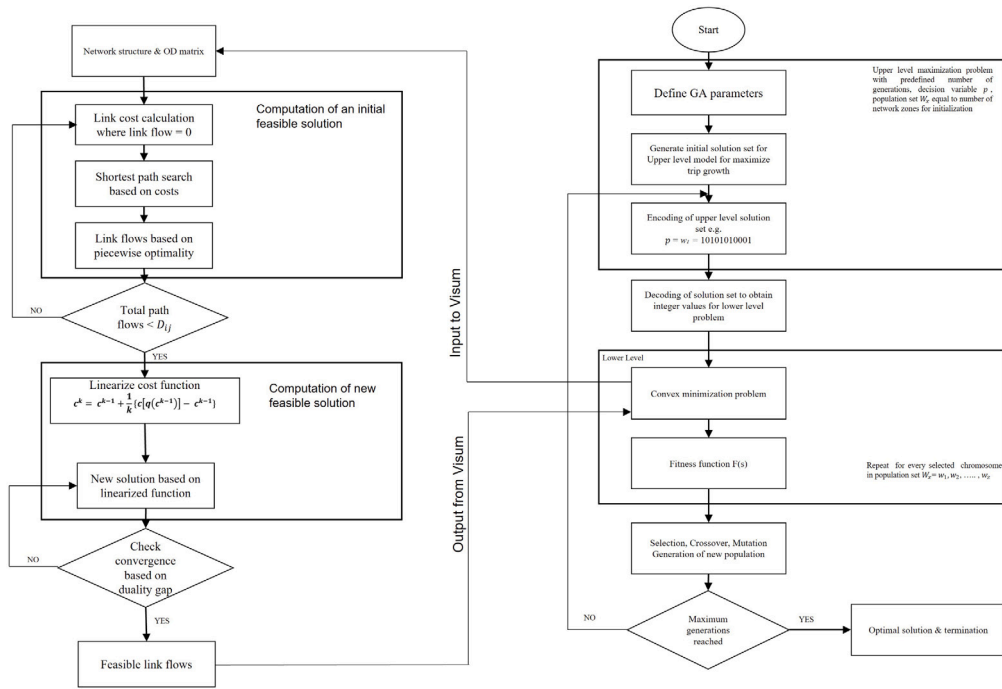 Network structure & OD matrix
Computation of an initial
feasible solution
Link cost calculation
where link flow = 0
Shortest path search
based on costs
Link flows based on
piecewise optimality
NO
Total path
flows < D_{ij}
YES
Linearize cost function
c^k = c^{k-1} + \frac{1}{k}{c[q(c^{k-1})] − c^{k-1}}
Computation of new
feasible solution
New solution based on
linearized function
NO
Check
convergence
based on
duality gap
YES
Feasible link flows
Input to Visum
Output from Visum
Start
Upper level maximization problem
with predefined number of
generations, decision variable p ,
population set W_z equal to number of
network zones for initialization
Define GA parameters
Generate initial solution set for
Upper level model for maximize
trip growth
Encoding of upper level solution
set e.g.
p = w_1 = 10101010001
Decoding of solution set to obtain
integer values for lower level
problem
Lower Level
Convex minimization problem
Fitness function F(s)
Repeat for every selected chromosome
in population set W_z= w_1, w_2, ….. , w_z
Selection, Crossover, Mutation
Generation of new population
NO
Maximum
generations
reached
YES
Optimal solution & termination